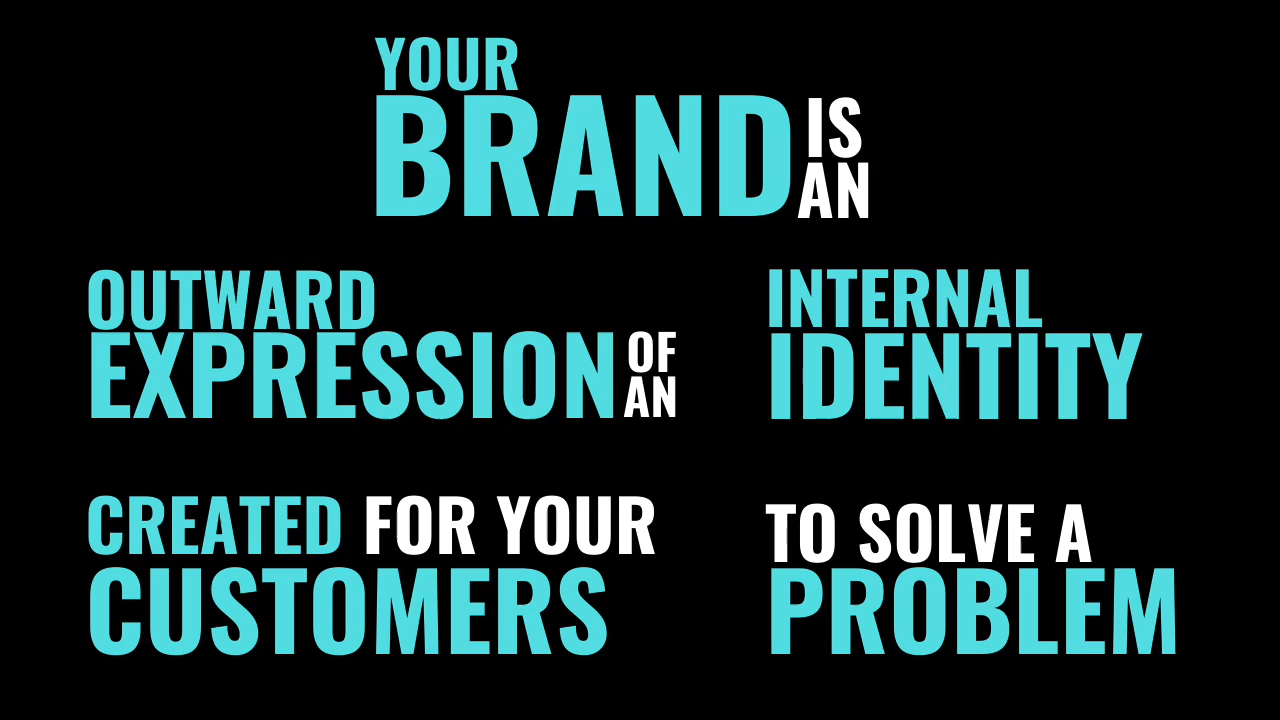 YOUR
BRAND IS
AN
OUTWARD
EXPRESSION OF
AN
INTERNAL
IDENTITY
CREATED FOR YOUR
CUSTOMERS
TO SOLVE A
PROBLEM